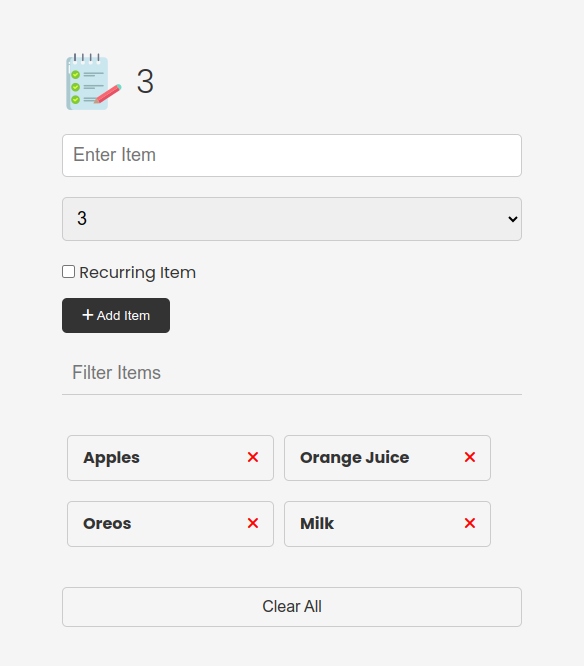 3
Enter Item
3
Recurring Item
+ Add Item
Filter Items
Apples
Orange Juice
Oreos
Milk
Clear All